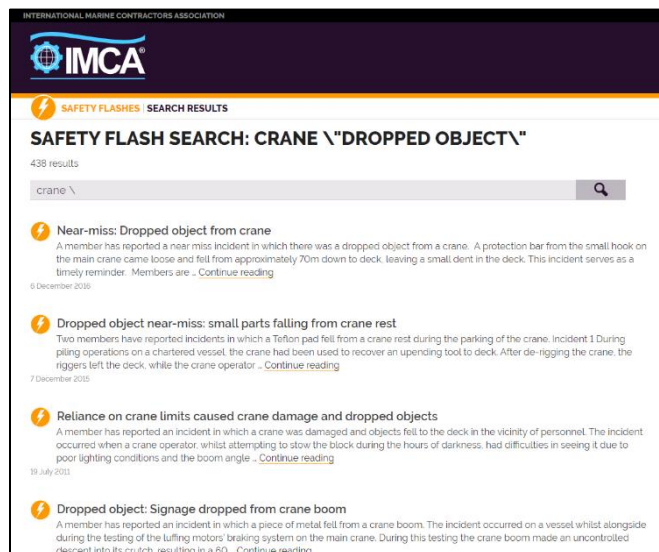 INTERNATIONAL MARINE CONTRACTORS ASSOCIATION
IMCA®
SAFETY FLASHES | SEARCH RESULTS
SAFETY FLASH SEARCH: CRANE \"DROPPED OBJECT\"
438 results
crane \
Near-miss: Dropped object from crane
A member has reported a near miss incident in which there was a dropped object from a crane. A protection bar from the small hook on
the main crane came loose and fell from approximately 70m down to deck, leaving a small dent in the deck. This incident serves as a
timely reminder. Members are … Continue reading
6 December 2016
Dropped object near-miss: small parts falling from crane rest
Two members have reported incidents in which a Teflon pad fell from a crane rest during the parking of the crane. Incident 1 During
piling operations on a chartered vessel, the crane had been used to recover an upending tool to deck. After de-rigging the crane, the
riggers left the deck, while the crane operator … Continue reading
7 December 2015
Reliance on crane limits caused crane damage and dropped objects
A member has reported an incident in which a crane was damaged and objects fell to the deck in the vicinity of personnel. The incident
occurred when a crane operator, whilst attempting to stow the block during the hours of darkness, had difficulties in seeing it due to
poor lighting conditions and the boom angle … Continue reading
19 July 2011
Dropped object: Signage dropped from crane boom
A member has reported an incident in which a piece of metal fell from a crane boom. The incident occurred on a vessel whilst alongside
during the testing of the luffing motors' braking system on the main crane. During this testing the crane boom made an uncontrolled
descent into its crutch, resulting in a 60 … Continue reading